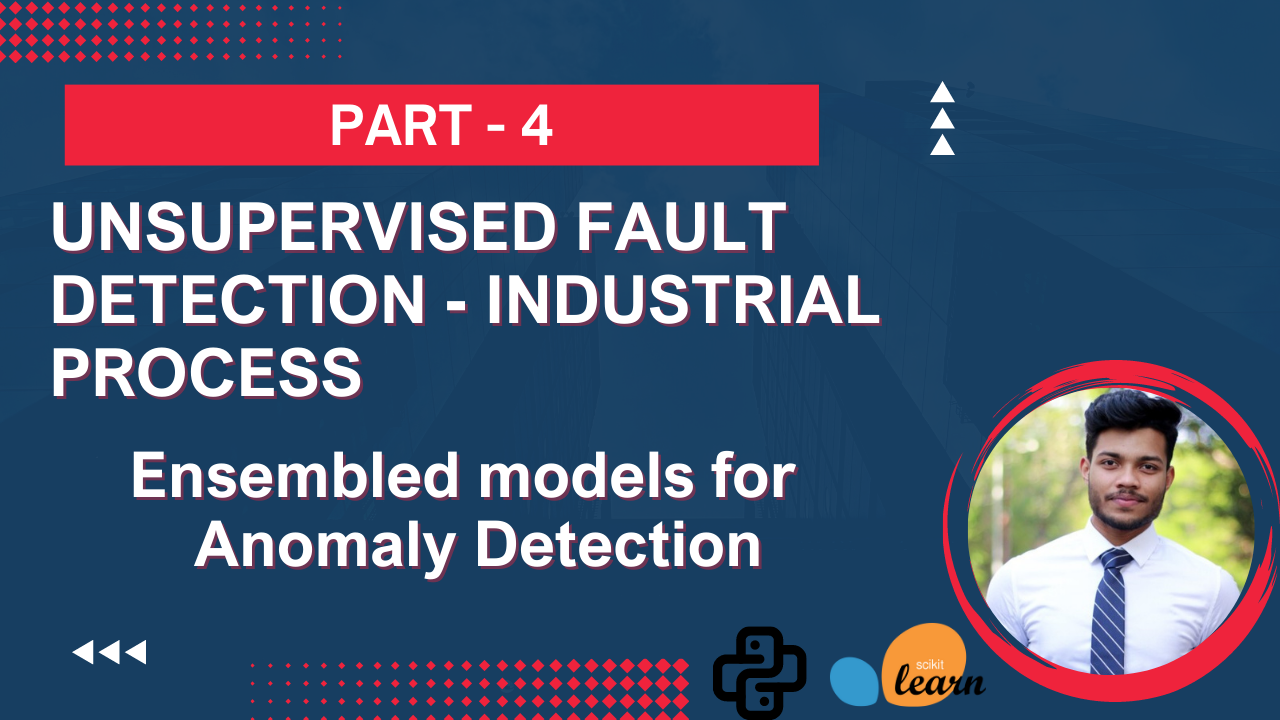 PART - 4
UNSUPERVISED FAULT
DETECTION - INDUSTRIAL
PROCESS
Ensembled models for
Anomaly Detection
scikit
learn